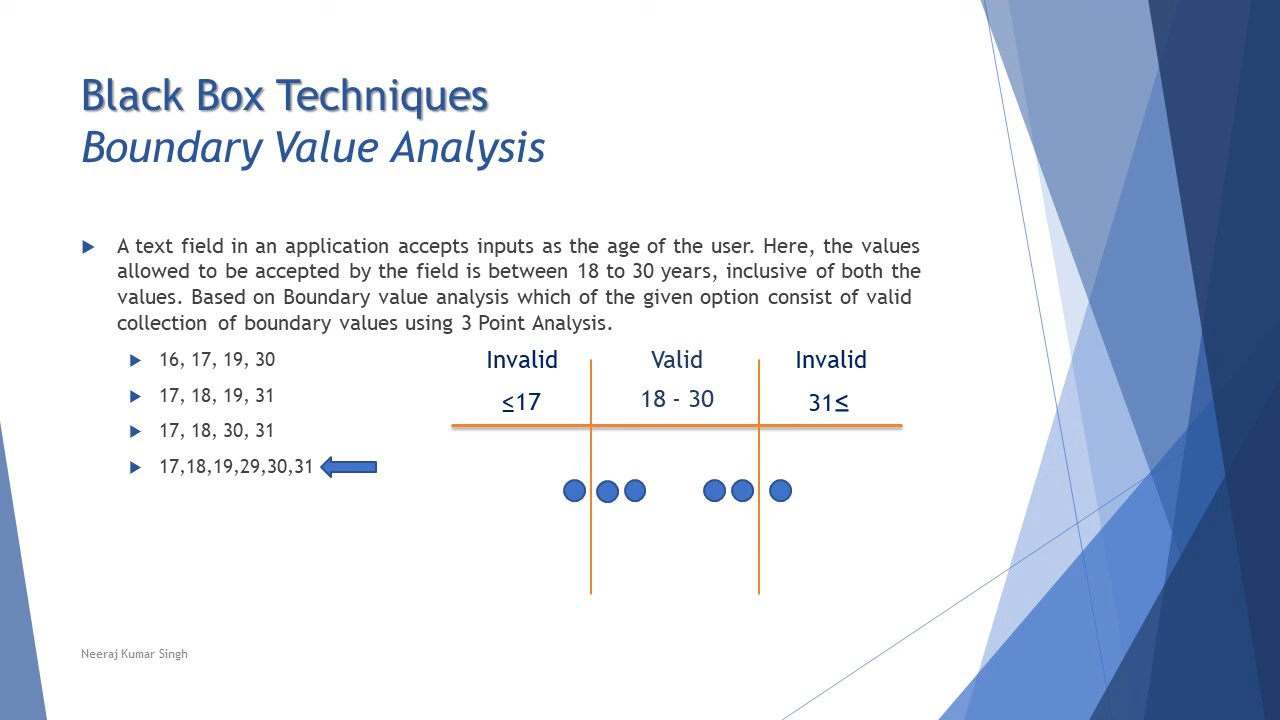 Black Box Techniques
Boundary Value Analysis
A text field in an application accepts inputs as the age of the user. Here, the values
allowed to be accepted by the field is between 18 to 30 years, inclusive of both the
values. Based on Boundary value analysis which of the given option consist of valid
collection of boundary values using 3 Point Analysis.
16, 17, 19, 30
17, 18, 19, 31
17, 18, 30, 31
17,18,19,29,30,31
Invalid Valid Invalid
≤17 18 - 30 31≤
Neeraj Kumar Singh